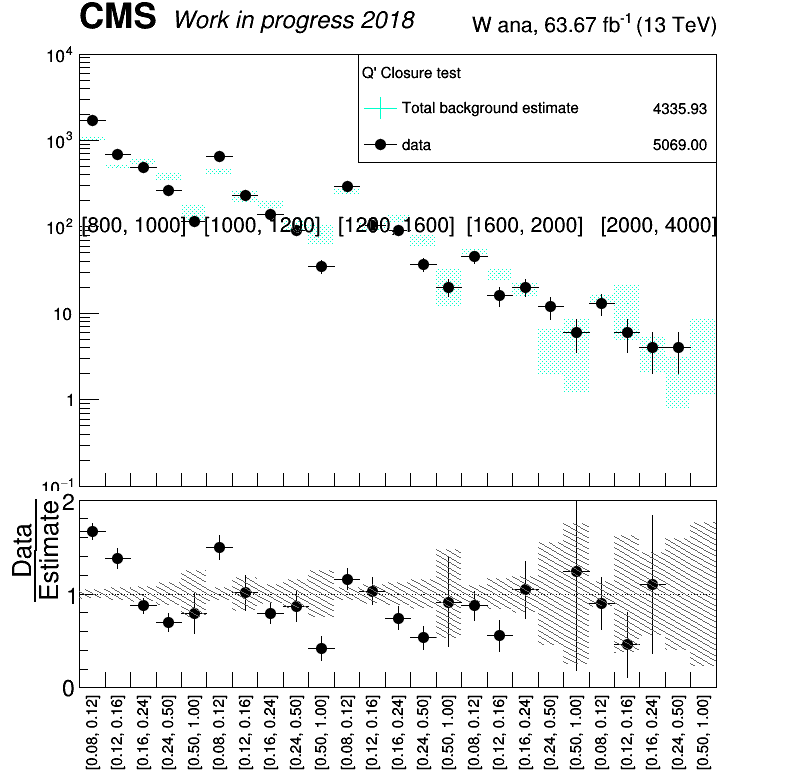 CMS Work in progress 2018 W ana, 63.67 fb⁻¹ (13 TeV)
10⁴
Q' Closure test
Total background estimate 4335.93
data 5069.00
10³
10²
[800, 1000] [1000, 1200] [1200, 1600] [1600, 2000] [2000, 4000]
10
1
10⁻¹
2
1
0
Data
Estimate
[0.08, 0.12] [0.12, 0.16] [0.16, 0.24] [0.24, 0.50] [0.50, 1.00] [0.08, 0.12] [0.12, 0.16] [0.16, 0.24] [0.24, 0.50] [0.50, 1.00] [0.08, 0.12] [0.12, 0.16] [0.16, 0.24] [0.24, 0.50] [0.50, 1.00] [0.08, 0.12] [0.12, 0.16] [0.16, 0.24] [0.24, 0.50] [0.50, 1.00] [0.08, 0.12] [0.12, 0.16] [0.16, 0.24] [0.24, 0.50] [0.50, 1.00]